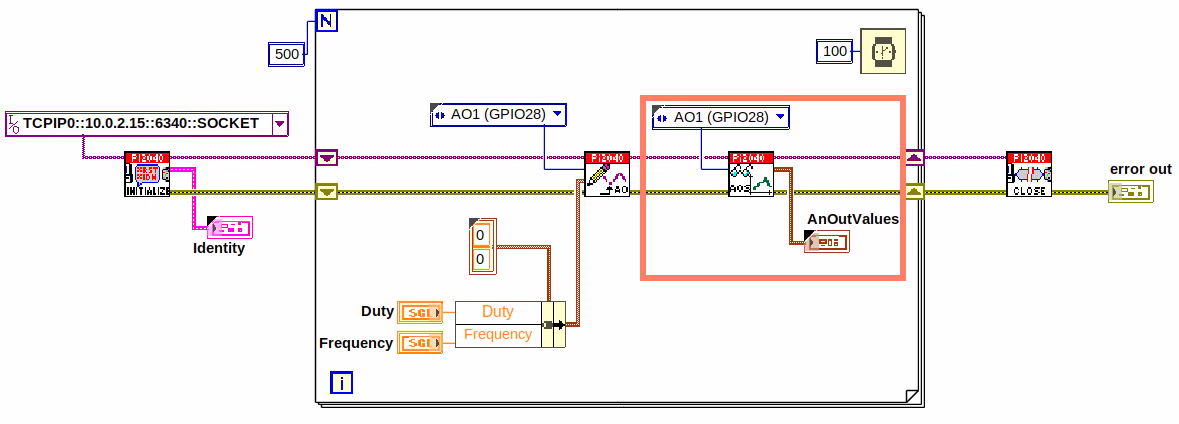 N
500
100
TCPIP0::10.0.2.15::6340::SOCKET
AO1 (GPIO28)
AO1 (GPIO28)
PI2040
INITIALIZE
PI2040
AO
PI2040
AOS
PI2040
CLOSE
error out
Identity
AnOutValues
0
0
Duty
SGL
Duty
Frequency
SGL
Frequency
i